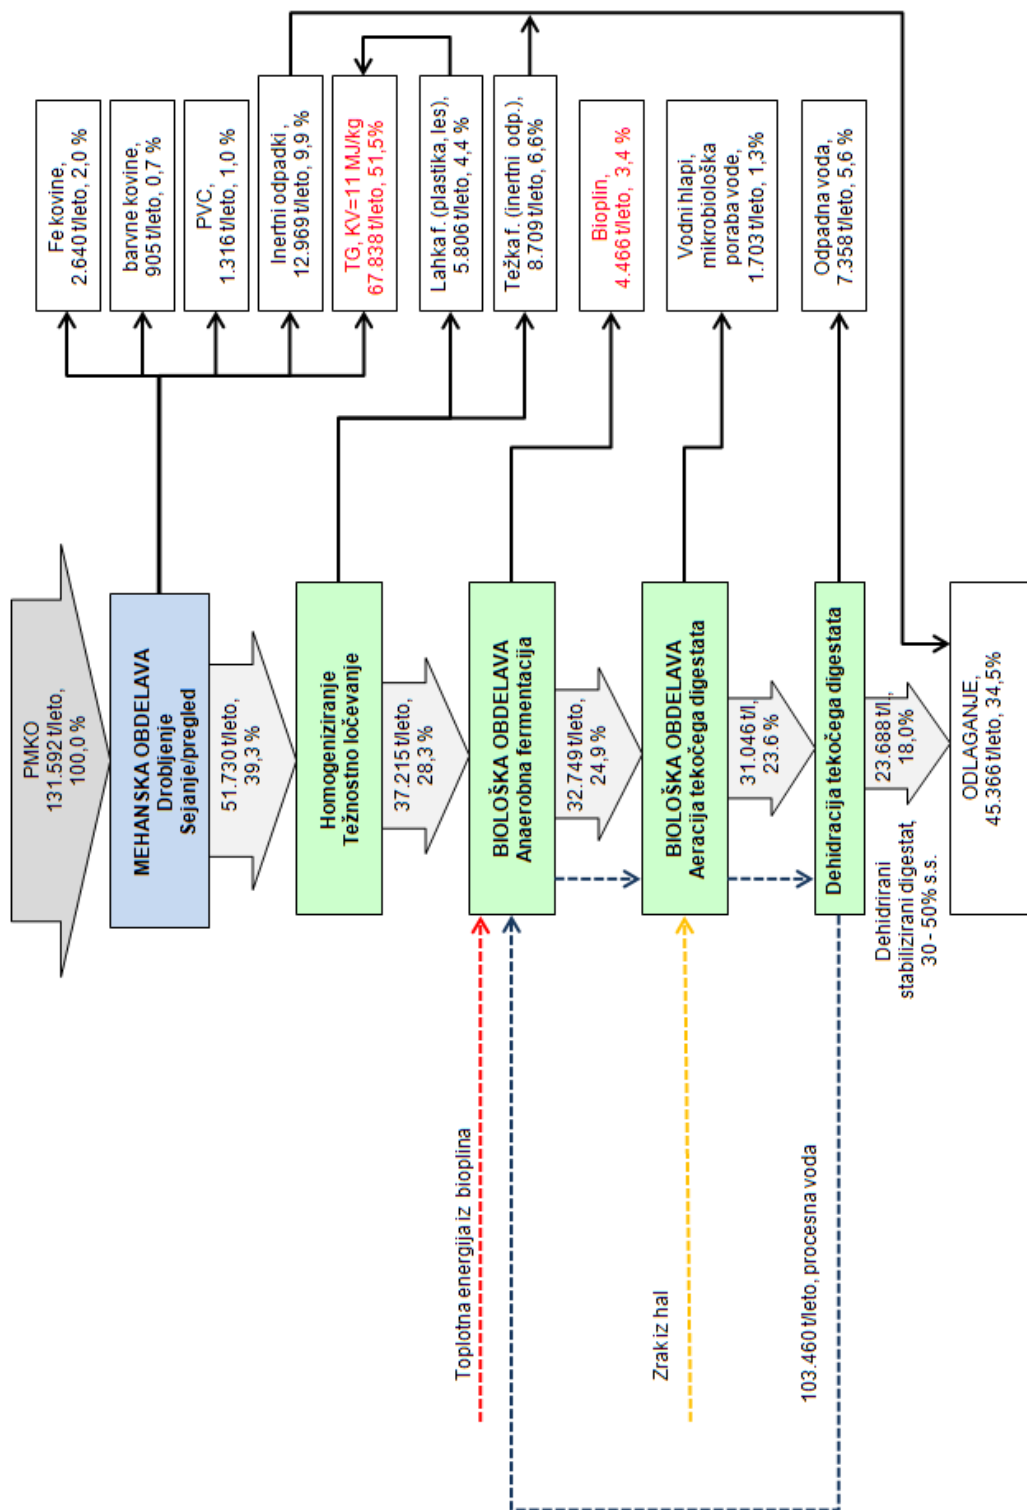 PMKO
131.592 t/leto,
100,0 %
MEHANSKA OBDELAVA
Drobljenje
Sejanje/pregled
51.730 t/leto,
39,3 %
Homogeniziranje
Težnostno ločevanje
37.215 t/leto,
28,3 %
BIOLOŠKA OBDELAVA
Anaerobna fermentacija
32.749 t/leto,
24,9 %
BIOLOŠKA OBDELAVA
Aeracija tekočega digestata
31.046 t/l,
23.6 %
Dehidracija tekočega digestata
23.688 t/l,
18,0%
Dehidrirani
stabilizirani digestat,
30 - 50% s.s.
ODLAGANJE,
45.366 t/leto, 34,5%
Fe kovine,
2.640 t/leto, 2,0 %
barvne kovine,
905 t/leto, 0,7 %
PVC,
1.316 t/leto, 1,0 %
Inertni odpadki ,
12.969 t/leto, 9,9 %
TG, KV=11 MJ/kg
67.838 t/leto, 51,5%
Lahka f. (plastika, les),
5.806 t/leto, 4,4 %
Težka f. (inertni odp.),
8.709 t/leto, 6,6%
Bioplin,
4.466 t/leto, 3,4 %
Vodni hlapi,
mikrobiološka
poraba vode,
1.703 t/leto, 1,3%
Odpadna voda,
7.358 t/leto, 5,6 %
Toplotna energija iz bioplina
Zrak iz hal
103.460 t/leto, procesna voda